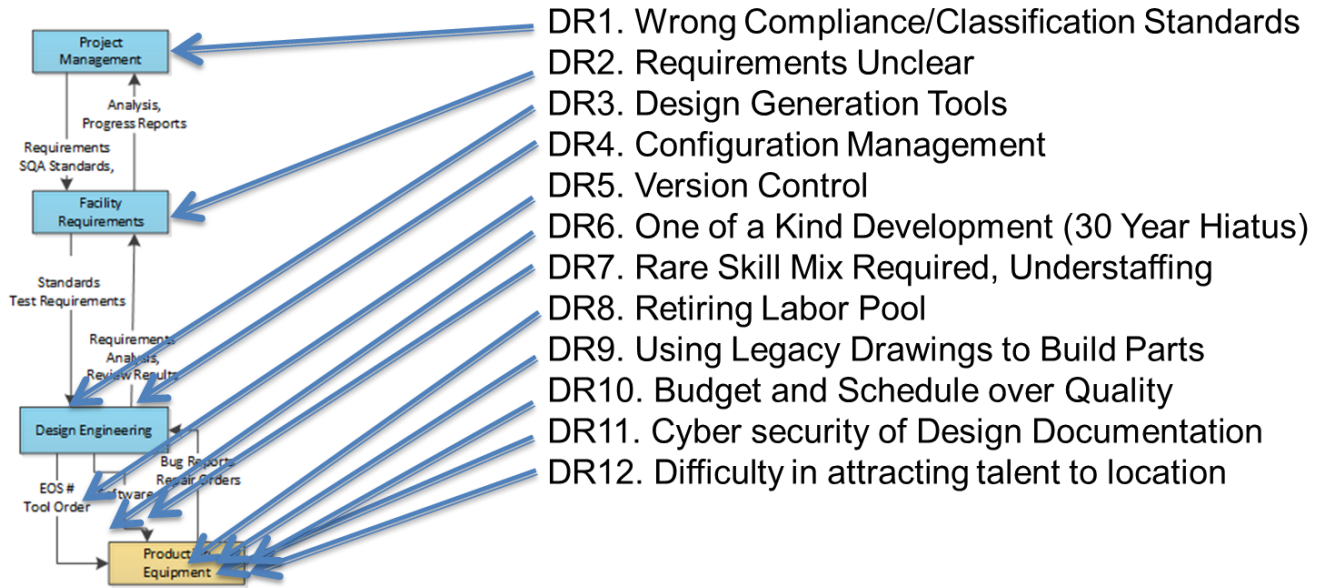 DR1. Wrong Compliance/Classification Standards
DR2. Requirements Unclear
DR3. Design Generation Tools
DR4. Configuration Management
DR5. Version Control
DR6. One of a Kind Development (30 Year Hiatus)
DR7. Rare Skill Mix Required, Understaffing
DR8. Retiring Labor Pool
DR9. Using Legacy Drawings to Build Parts
DR10. Budget and Schedule over Quality
DR11. Cyber security of Design Documentation
DR12. Difficulty in attracting talent to location
Project
Management
Analysis,
Progress Reports
Requirements
SQA Standards,
Facility
Requirements
Standards
Test Requirements
Requirements
Analysis,
Review Results
Design Engineering
Bug Reports
Repair Orders
EOS #
Tool Order
Software
Production
Equipment